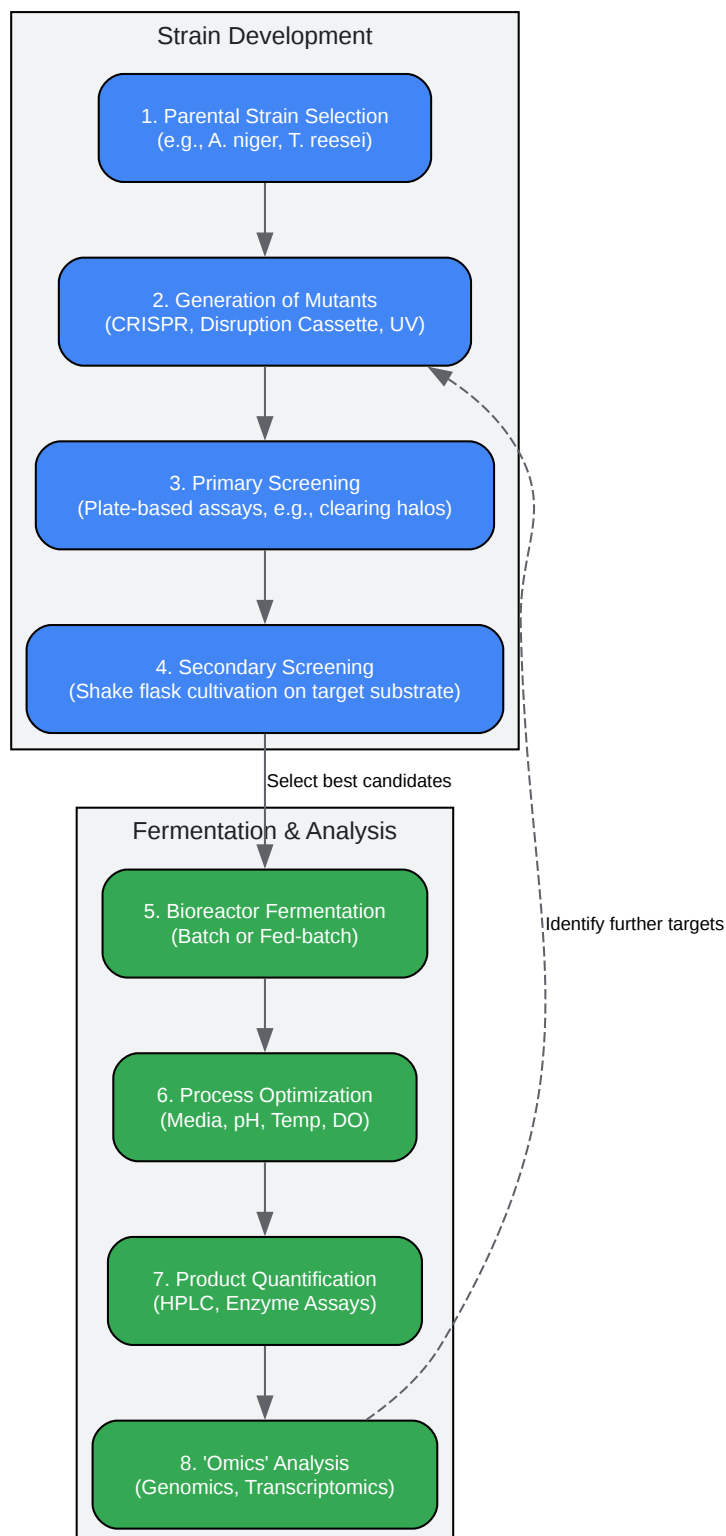 Strain Development
1. Parental Strain Selection
(e.g., A. niger, T. reesei)
2. Generation of Mutants
(CRISPR, Disruption Cassette, UV)
3. Primary Screening
(Plate-based assays, e.g., clearing halos)
4. Secondary Screening
(Shake flask cultivation on target substrate)
Select best candidates
Fermentation & Analysis
5. Bioreactor Fermentation
(Batch or Fed-batch)
Identify further targets
6. Process Optimization
(Media, pH, Temp, DO)
7. Product Quantification
(HPLC, Enzyme Assays)
8. 'Omics' Analysis
(Genomics, Transcriptomics)